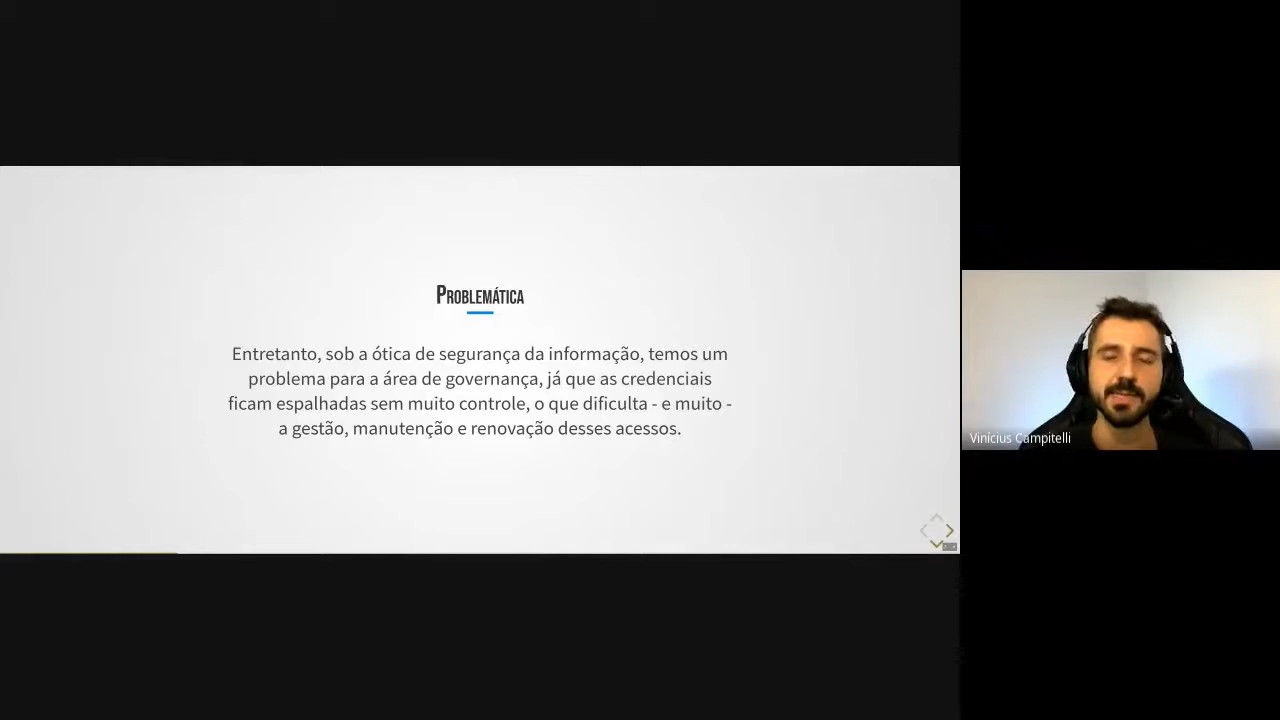 Problemática
Entretanto, sob a ótica de segurança da informação, temos um
problema para a área de governança, já que as credenciais
ficam espalhadas sem muito controle, o que dificulta - e muito -
a gestão, manutenção e renovação desses acessos.
Vinícius Campitelli